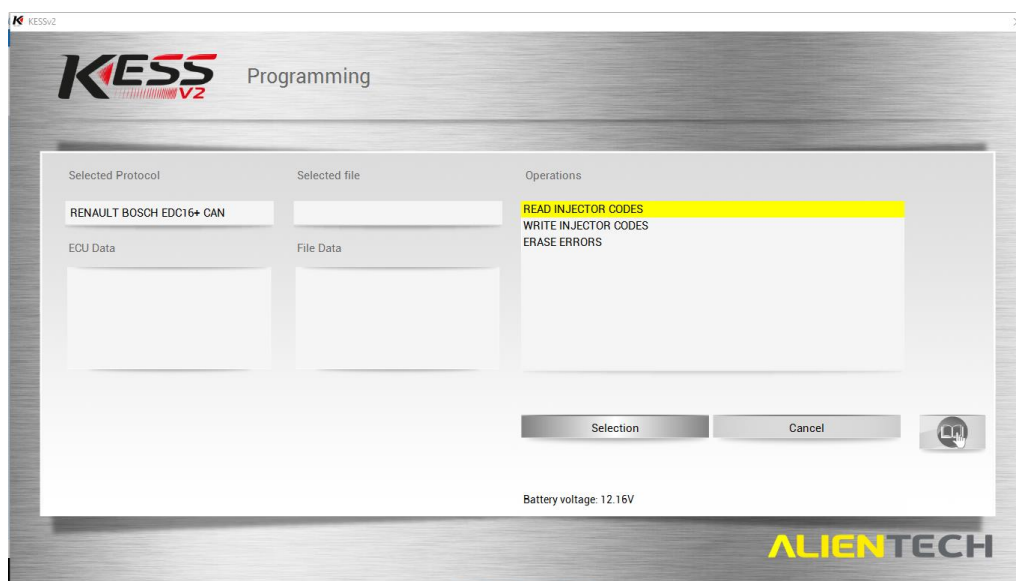 KESSv2
KESS V2
Programming
Selected Protocol
Selected file
Operations
RENAULT BOSCH EDC16+ CAN
READ INJECTOR CODES
WRITE INJECTOR CODES
ERASE ERRORS
ECU Data
File Data
Selection
Cancel
Battery voltage: 12.16V
ALIENTECH